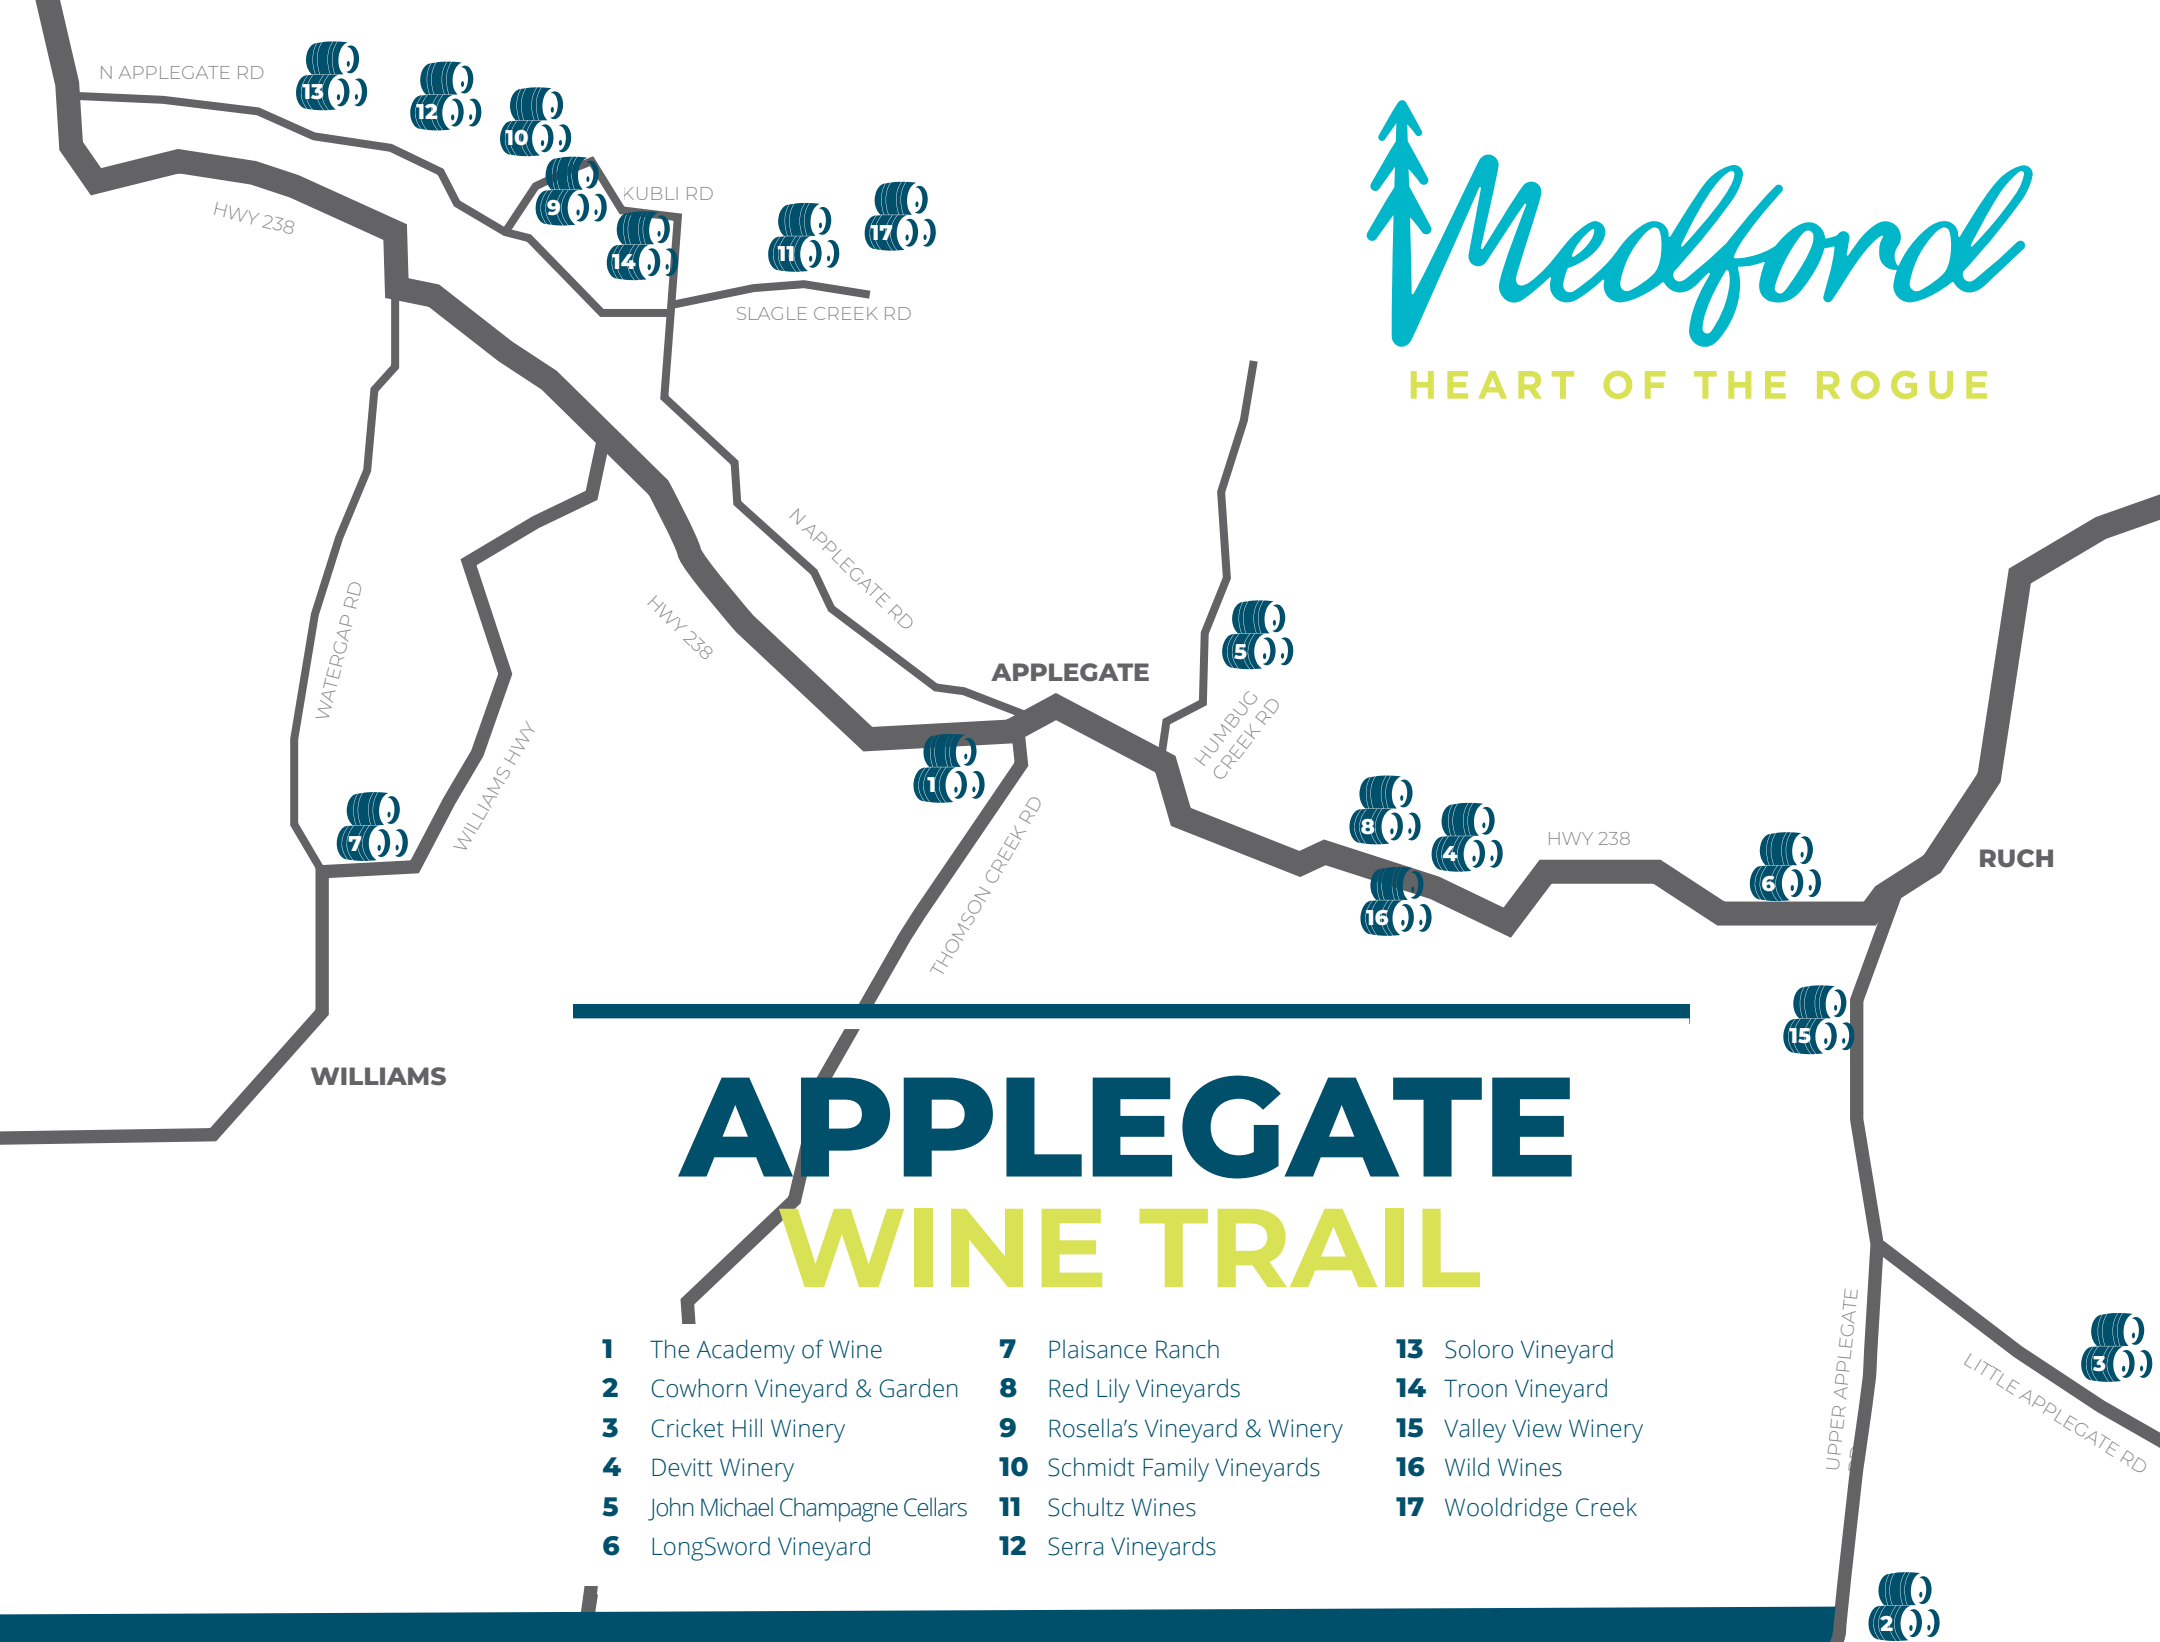 N APPLEGATE RD
13
12
10
9
KUBLI RD
14
11
17
HWY 238
SLAGLE CREEK RD
Medford
HEART OF THE ROGUE
N APPLEGATE RD
HWY 238
WATERGAP RD
WILLIAMS HWY
7
APPLEGATE
1
5
HUMBUG
CREEK RD
THOMSON CREEK RD
8
4
16
HWY 238
6
RUCH
15
WILLIAMS
APPLEGATE
WINE TRAIL
1 The Academy of Wine
2 Cowhorn Vineyard & Garden
3 Cricket Hill Winery
4 Devitt Winery
5 John Michael Champagne Cellars
6 LongSword Vineyard
7 Plaisance Ranch
8 Red Lily Vineyards
9 Rosella’s Vineyard & Winery
10 Schmidt Family Vineyards
11 Schultz Wines
12 Serra Vineyards
13 Soloro Vineyard
14 Troon Vineyard
15 Valley View Winery
16 Wild Wines
17 Wooldridge Creek
UPPER APPLEGATE
LITTLE APPLEGATE RD
3
2